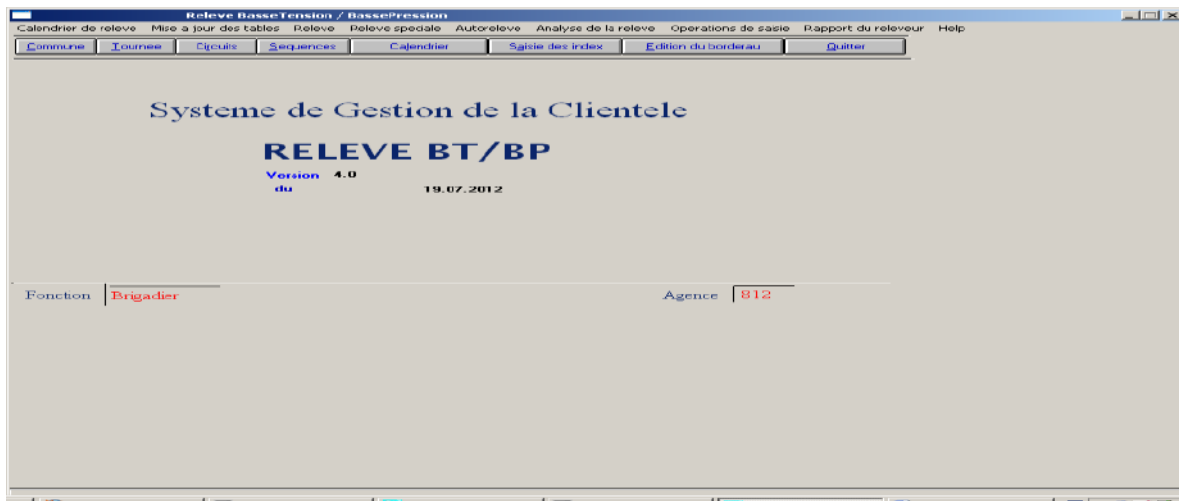 Releve BasseTension / BassePression
Calendrier de releve Mise a jour des tables Releve Releve speciale Autoreleve Analyse de la releve Operations de saisie Rapport du releveur Help
Commune Tournee Circuits Sequences Calendrier Saisie des index Edition du borderau Quitter
Systeme de Gestion de la Clientele
RELEVE BT/BP
Version 4.0
du 19.07.2012
Fonction Brigadier Agence 812